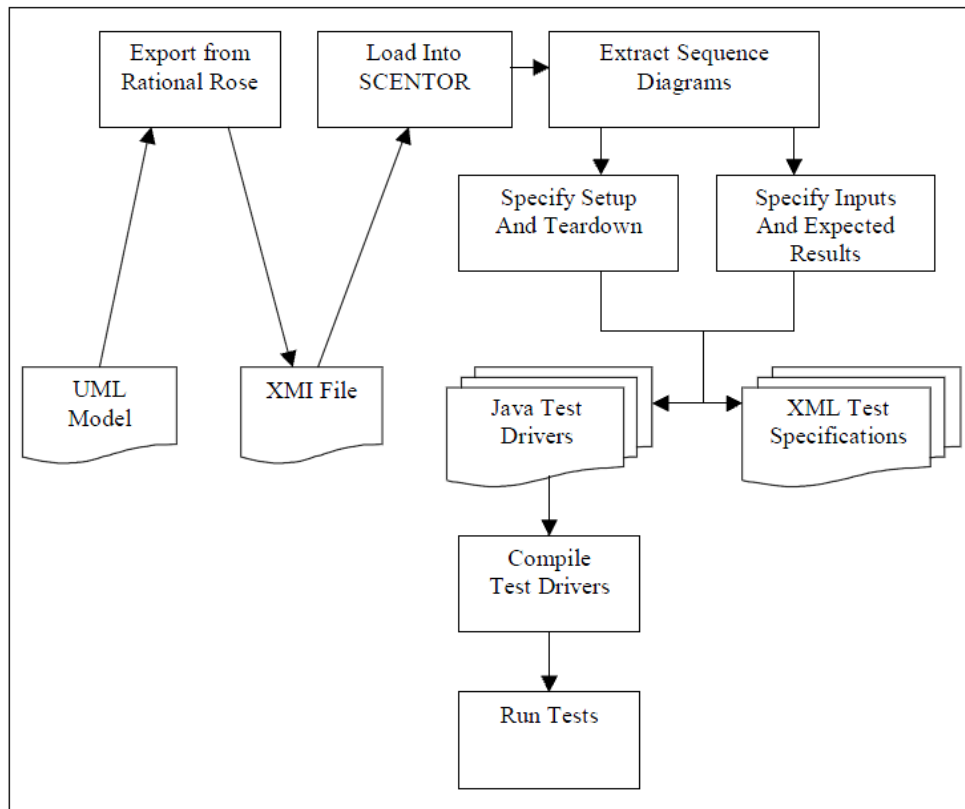 Export from
Rational Rose
Load Into
SCENTOR
Extract Sequence
Diagrams
Specify Setup
And Teardown
Specify Inputs
And Expected
Results
UML
Model
XMI File
Java Test
Drivers
XML Test
Specifications
Compile
Test Drivers
Run Tests